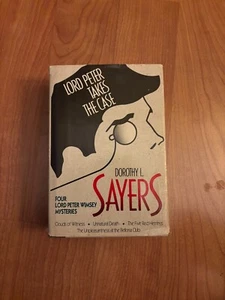 LORD PETER
TAKES
THE CASE
DOROTHY L.
SAYERS
FOUR
LORD PETER WIMSEY
MYSTERIES
Clouds of Witness • Unnatural Death • The Five Red Herrings
The Unpleasantness at the Bellona Club